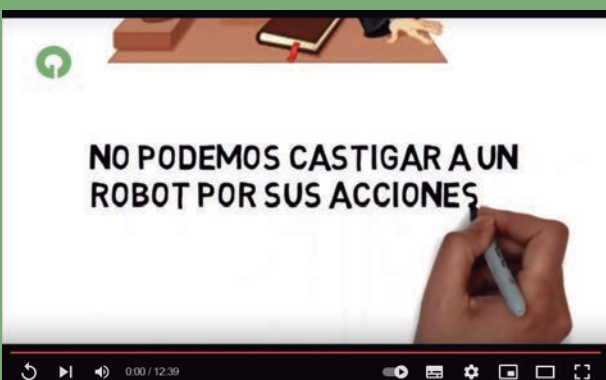 NO PODEMOS CASTIGAR A UN
ROBOT POR SUS ACCIONES
0:00 / 12:39